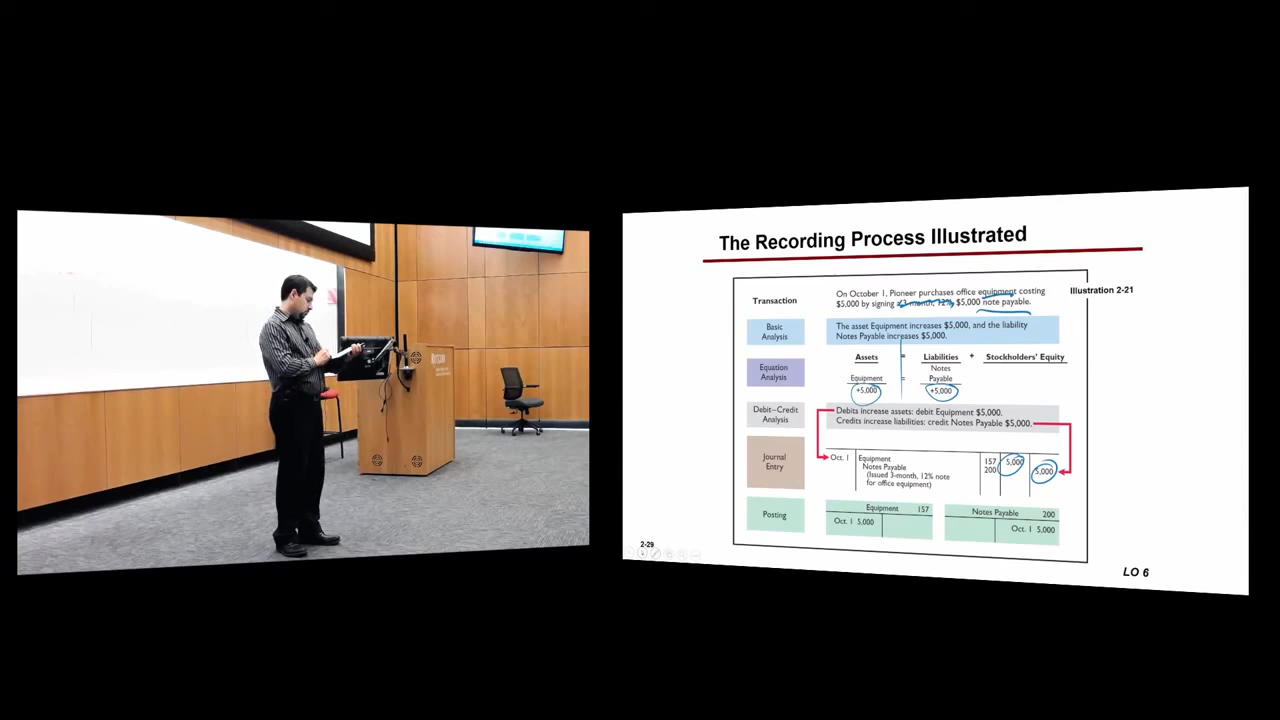 The Recording Process Illustrated
Illustration 2-21
Transaction
On October 1, Pioneer purchases office equipment costing
$5,000 by signing a 3-month, 12%, $5,000 note payable.
Basic
Analysis
The asset Equipment increases $5,000, and the liability
Notes Payable increases $5,000.
Equation
Analysis
Assets = Liabilities + Stockholders' Equity
Notes
Equipment = Payable
+5,000 +5,000
Debit–Credit
Analysis
Debits increase assets: debit Equipment $5,000.
Credits increase liabilities: credit Notes Payable $5,000.
Journal
Entry
Oct. 1 Equipment 157 5,000
Notes Payable 200 5,000
(Issued 3-month, 12% note
for office equipment)
Posting
Equipment 157
Oct. 1 5,000
Notes Payable 200
Oct. 1 5,000
2-29
LO 6